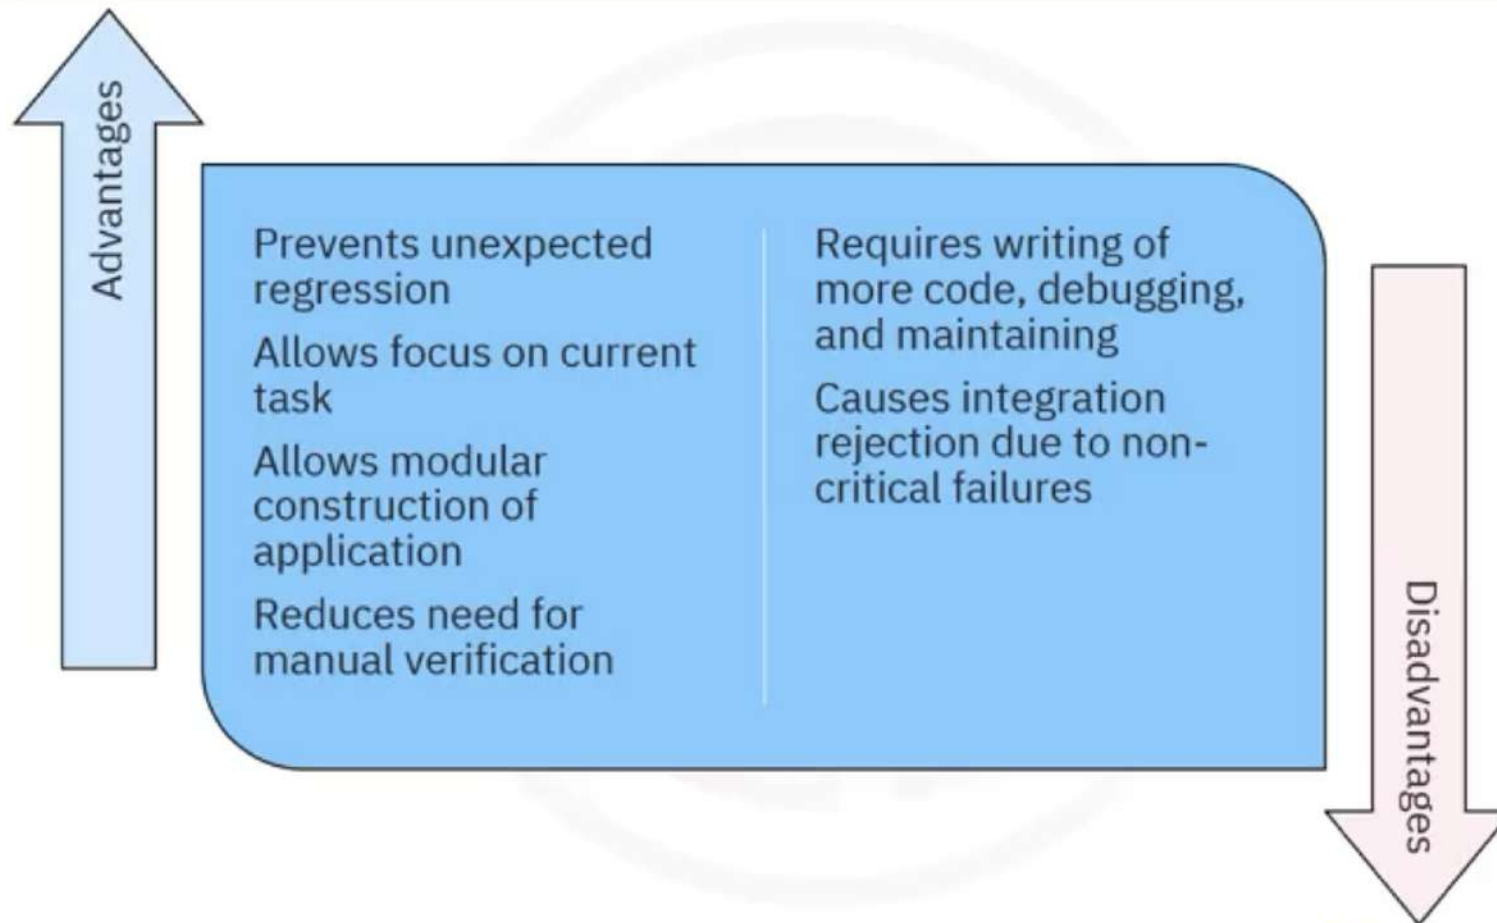 Advantages
Prevents unexpected
regression
Allows focus on current
task
Allows modular
construction of
application
Reduces need for
manual verification
Requires writing of
more code, debugging,
and maintaining
Causes integration
rejection due to non-
critical failures
Disadvantages